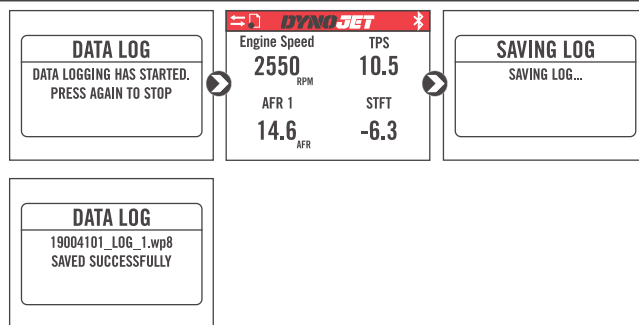 DATA LOG
DATA LOGGING HAS STARTED.
PRESS AGAIN TO STOP
DYNOJET
Engine Speed
TPS
2550
RPM
10.5
AFR 1
STFT
14.6
AFR
-6.3
SAVING LOG
SAVING LOG...
DATA LOG
19004101_LOG_1.wp8
SAVED SUCCESSFULLY